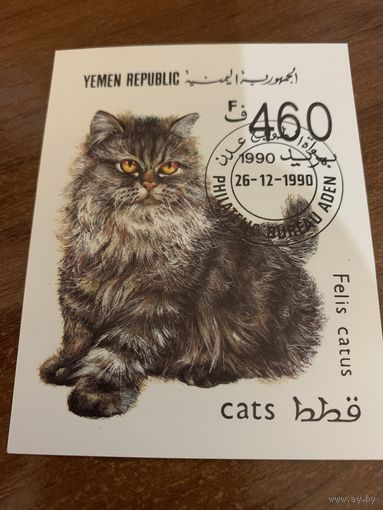 YEMEN REPUBLIC الجمهورية اليمنية
F ف 460
1990
26-12-1990
PHILATELIC BUREAU ADEN
Felis catus
cats قطط
www.ay.by